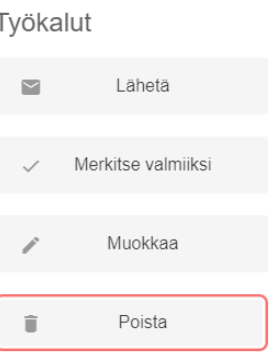 Työkalut
Lähetä
Merkitse valmiiksi
Muokkaa
Poista